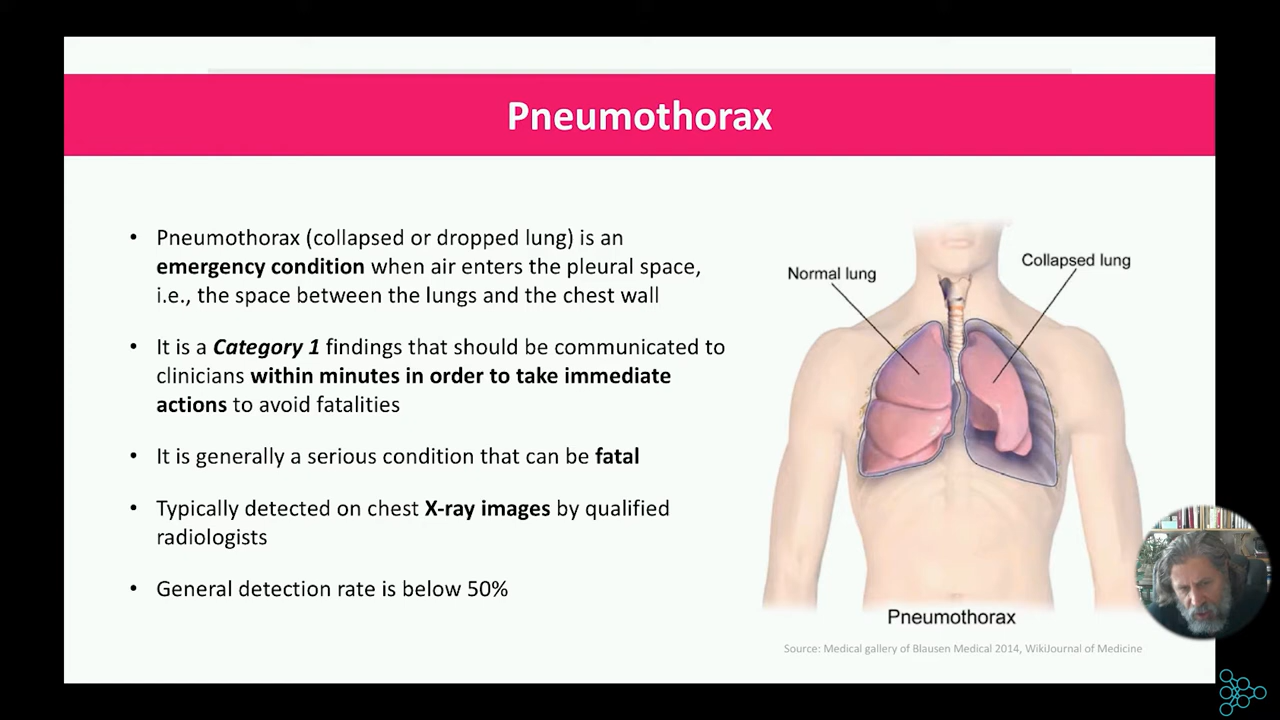 Pneumothorax
• Pneumothorax (collapsed or dropped lung) is an
emergency condition when air enters the pleural space,
i.e., the space between the lungs and the chest wall
• It is a Category 1 findings that should be communicated to
clinicians within minutes in order to take immediate
actions to avoid fatalities
• It is generally a serious condition that can be fatal
• Typically detected on chest X-ray images by qualified
radiologists
• General detection rate is below 50%
Normal lung
Collapsed lung
Pneumothorax
Source: Medical gallery of Blausen Medical 2014, WikiJournal of Medicine